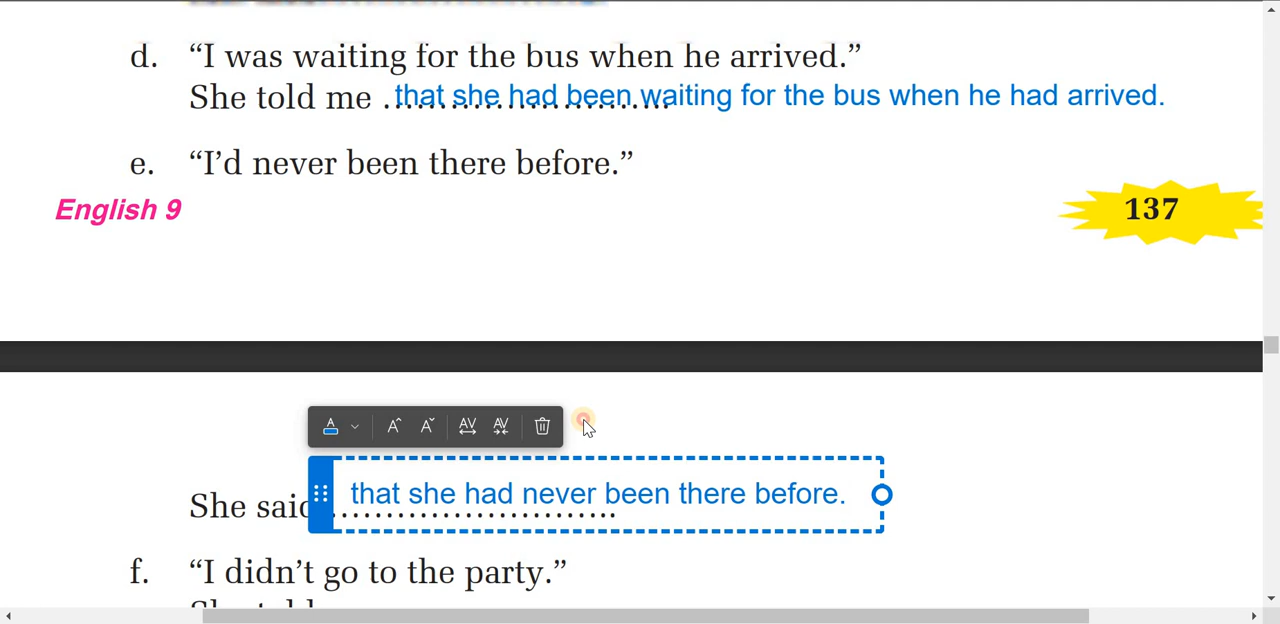 d. “I was waiting for the bus when he arrived.”
She told me ..........................that she had been waiting for the bus when he had arrived.
e. “I’d never been there before.”
English 9
137
She said ..........................that she had never been there before.
f. “I didn’t go to the party.”